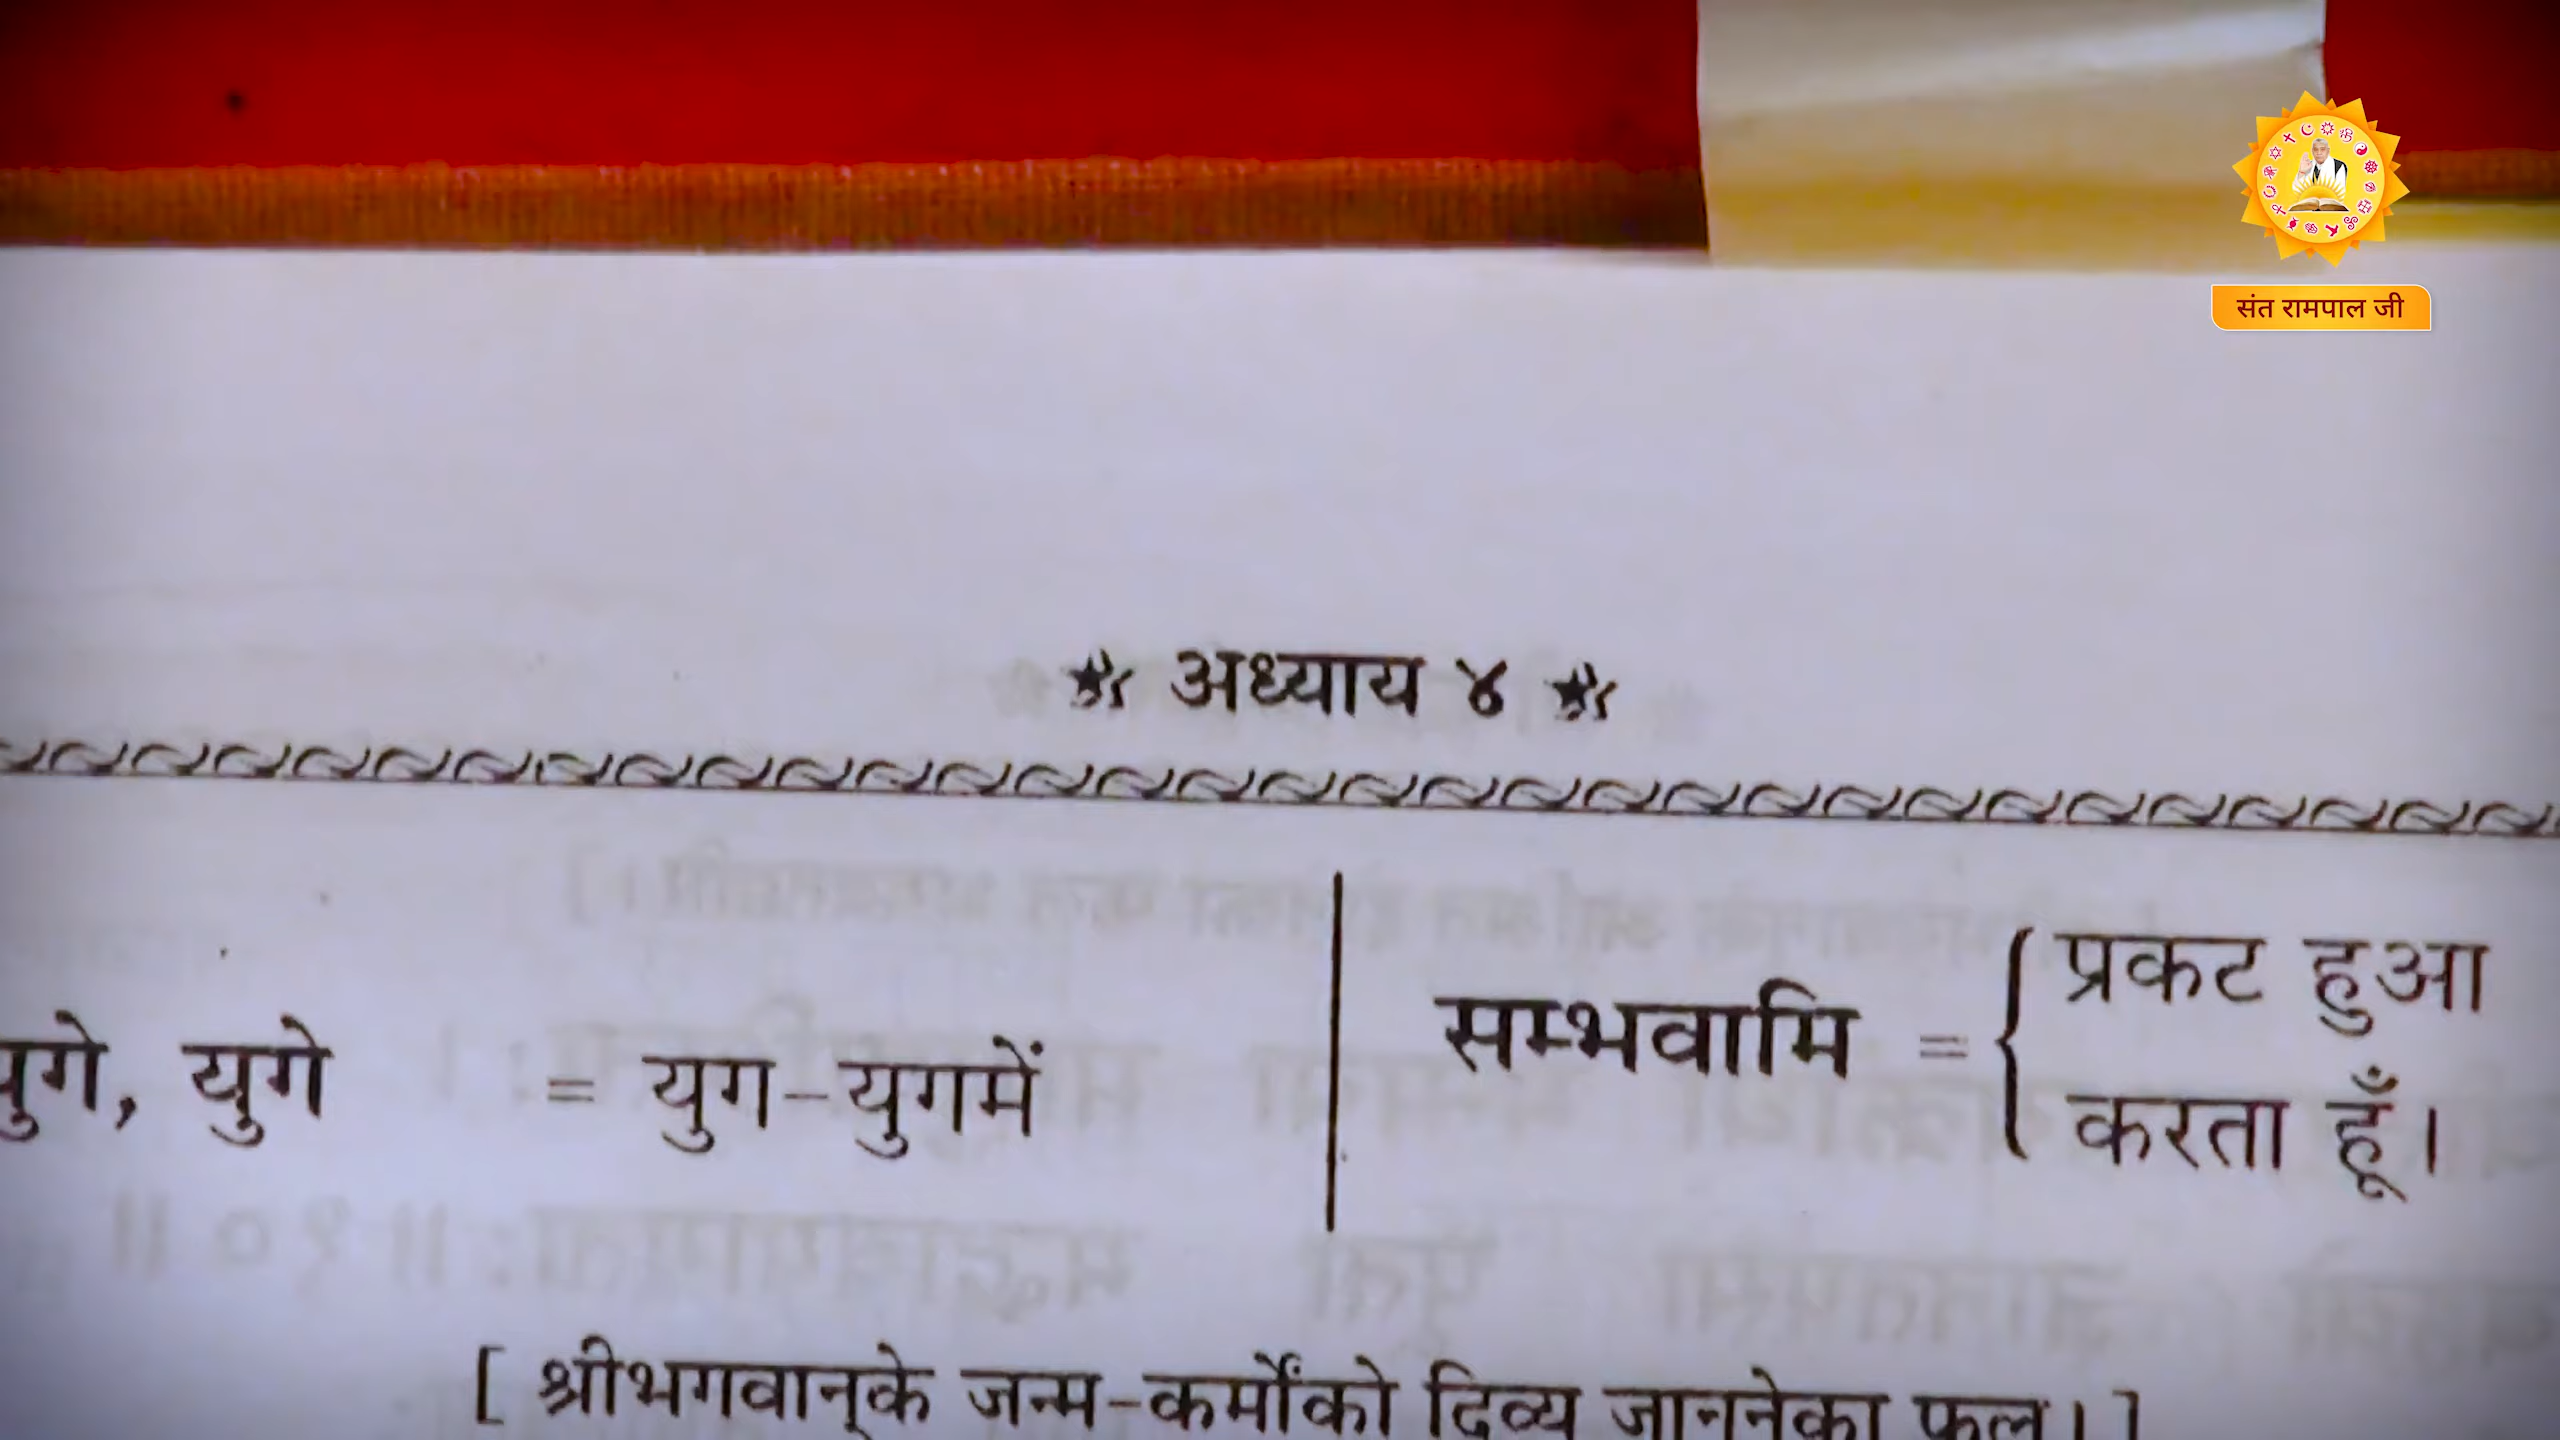 संत रामपाल जी
★ अध्याय ४ ★
युगे, युगे = युग-युगमें
सम्भवामि = { प्रकट हुआ
करता हूँ।
[ श्रीभगवान्‌के जन्म-कर्मोंको दिव्य जाननेका फल। ]